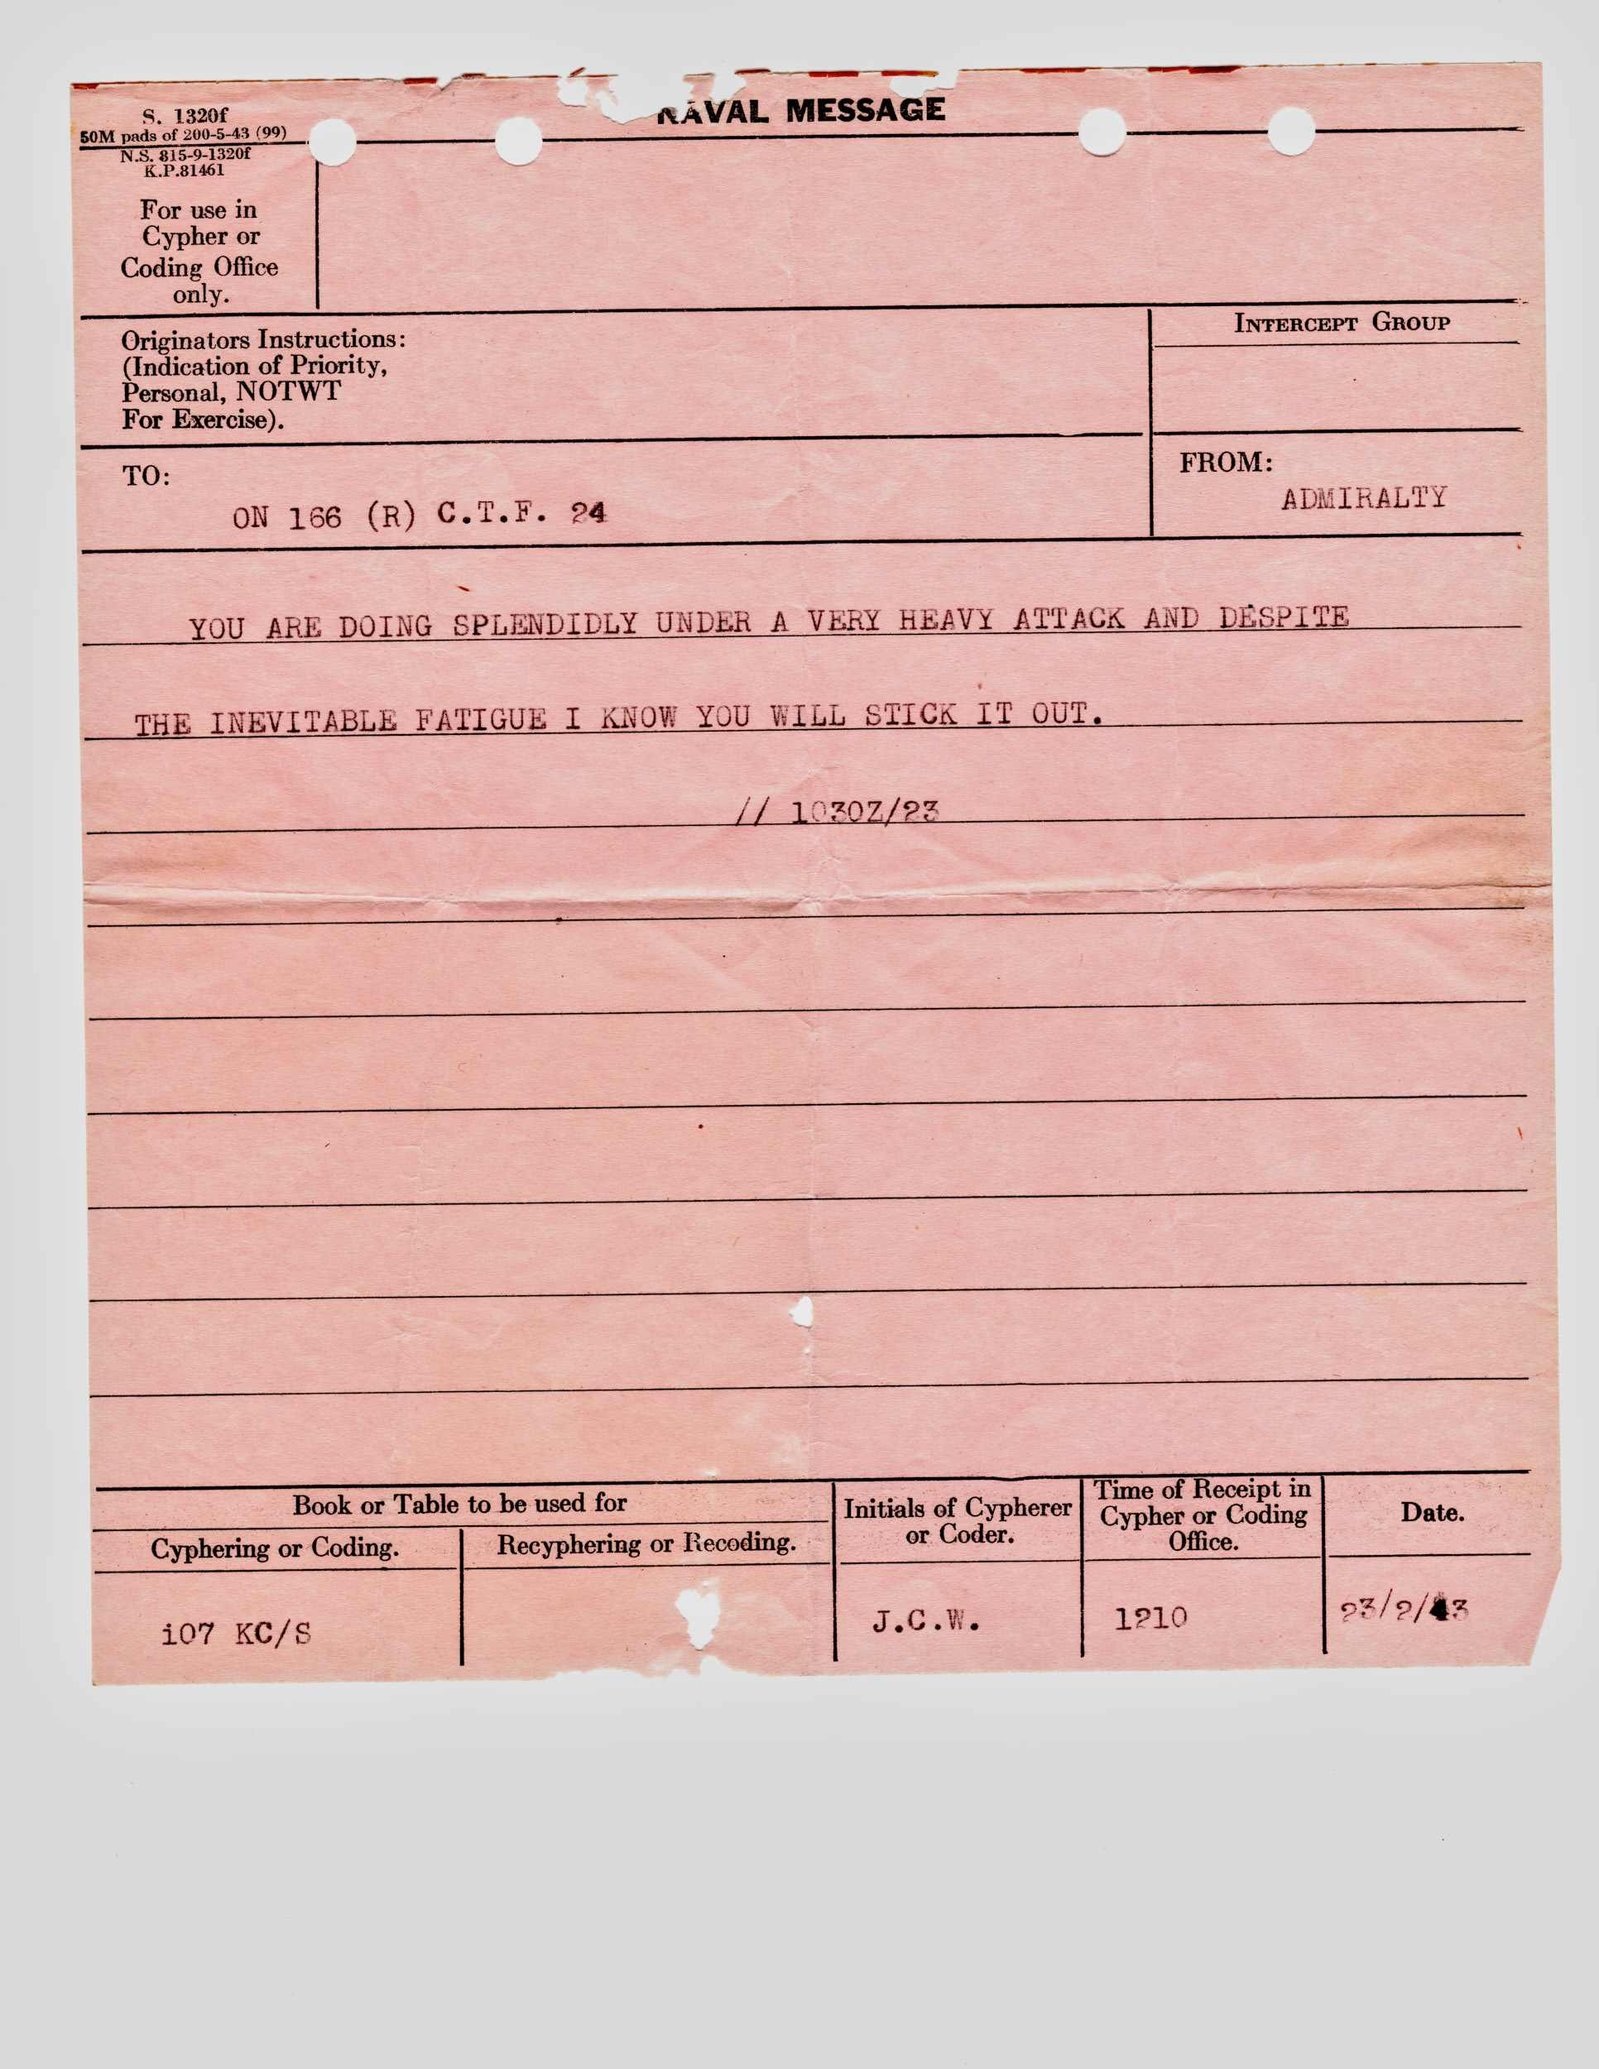 NAVAL MESSAGE
S. 1320f
50M pads of 200-5-43 (99)
N.S. 815-9-1320f
K.P.81461
For use in
Cypher or
Coding Office
only.
Originators Instructions:
(Indication of Priority,
Personal, NOTWT
For Exercise).
INTERCEPT GROUP
TO:
ON 166 (R) C.T.F. 24
FROM:
ADMIRALTY
YOU ARE DOING SPLENDIDLY UNDER A VERY HEAVY ATTACK AND DESPITE
THE INEVITABLE FATIGUE I KNOW YOU WILL STICK IT OUT.
// 1030Z/23
Book or Table to be used for
Cyphering or Coding.
Recyphering or Recoding.
Initials of Cypherer
or Coder.
Time of Receipt in
Cypher or Coding
Office.
Date.
i07 KC/S
J.C.W.
1210
23/2/43